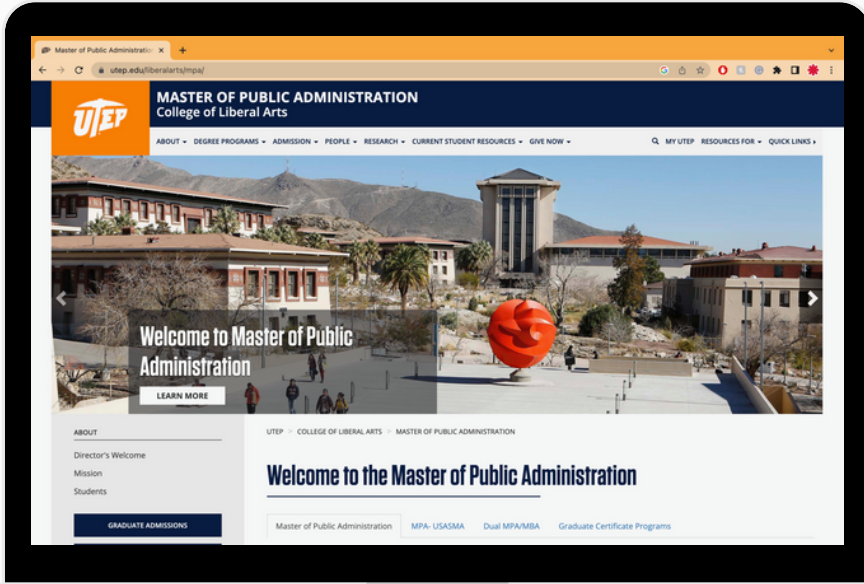 Master of Public Administration
utep.edu/liberalarts/mpa/
UTEP
MASTER OF PUBLIC ADMINISTRATION
College of Liberal Arts
ABOUT DEGREE PROGRAMS ADMISSION PEOPLE RESEARCH CURRENT STUDENT RESOURCES GIVE NOW MY UTEP RESOURCES FOR QUICK LINKS
Welcome to Master of Public
Administration
LEARN MORE
ABOUT
Director's Welcome
Mission
Students
GRADUATE ADMISSIONS
UTEP > COLLEGE OF LIBERAL ARTS > MASTER OF PUBLIC ADMINISTRATION
Welcome to the Master of Public Administration
Master of Public Administration MPA- USASMA Dual MPA/MBA Graduate Certificate Programs